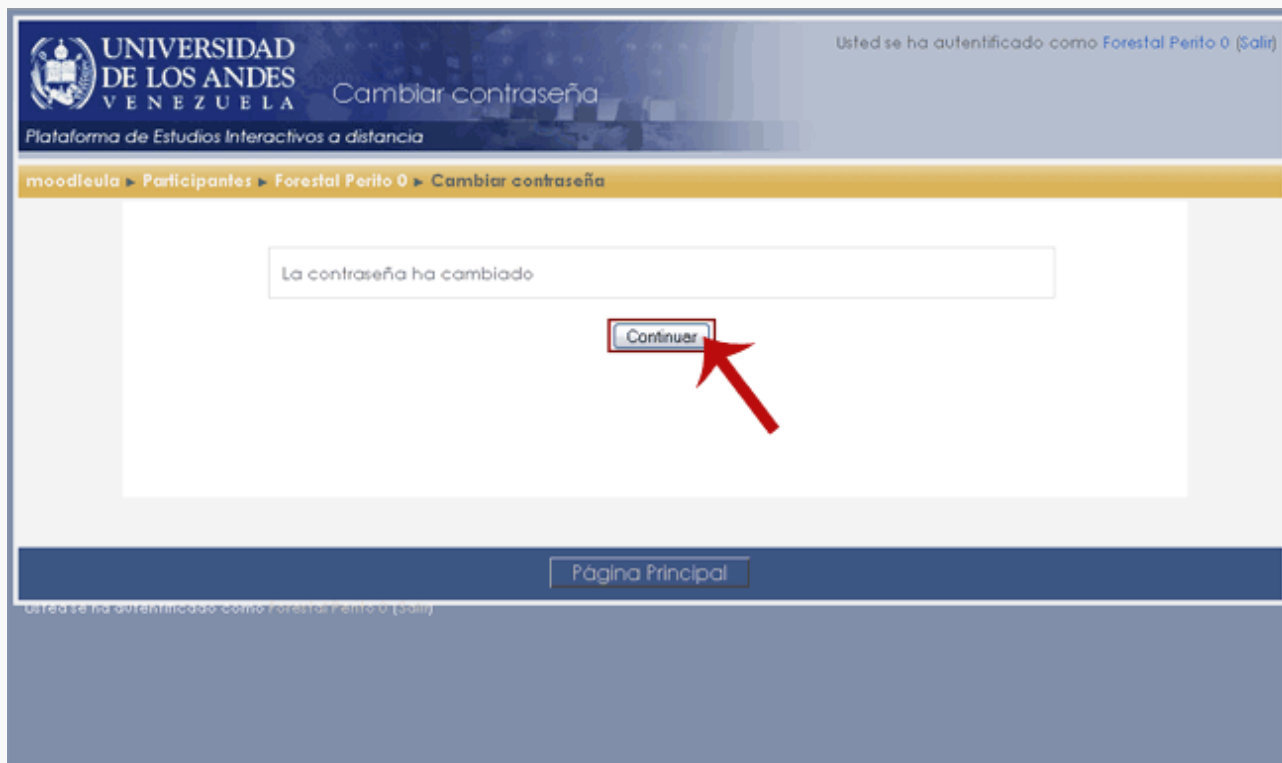 UNIVERSIDAD
DE LOS ANDES
VENEZUELA
Cambiar contraseña
Usted se ha autentificado como Forestal Perito 0 (Salir)
Plataforma de Estudios Interactivos a distancia
moodleula ► Participantes ► Forestal Perito 0 ► Cambiar contraseña
La contraseña ha cambiado
Continuar
Página Principal
Usted se ha autentificado como Forestal Perito 0 (Salir)